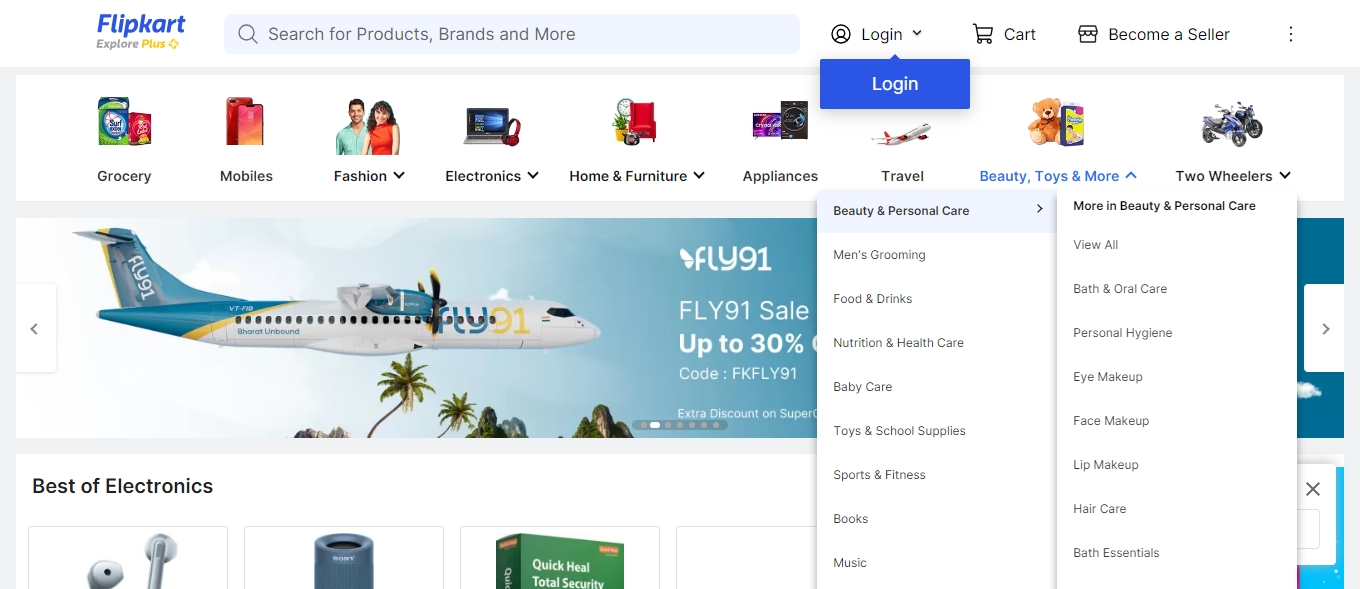 Flipkart
Explore Plus
Search for Products, Brands and More
Login
Cart
Become a Seller
Login
Grocery
Mobiles
Fashion
Electronics
Home & Furniture
Appliances
Travel
Beauty, Toys & More
Two Wheelers
Beauty & Personal Care
Men's Grooming
Food & Drinks
Nutrition & Health Care
Baby Care
Toys & School Supplies
Sports & Fitness
Books
Music
More in Beauty & Personal Care
View All
Bath & Oral Care
Personal Hygiene
Eye Makeup
Face Makeup
Lip Makeup
Hair Care
Bath Essentials
FLY91
VT-FIB
Bharat Unbound
fly91
fly91
FLY91 Sale
Up to 30%
Code : FKFLY91
Extra Discount on
Best of Electronics
SONY
Quick Heal
Quick Heal
Total Security